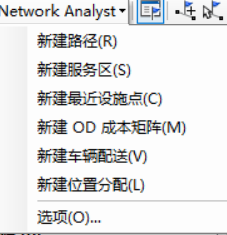 Network Analyst
新建路径(R)
新建服务区(S)
新建最近设施点(C)
新建 OD 成本矩阵(M)
新建车辆配送(V)
新建位置分配(L)
选项(O)...